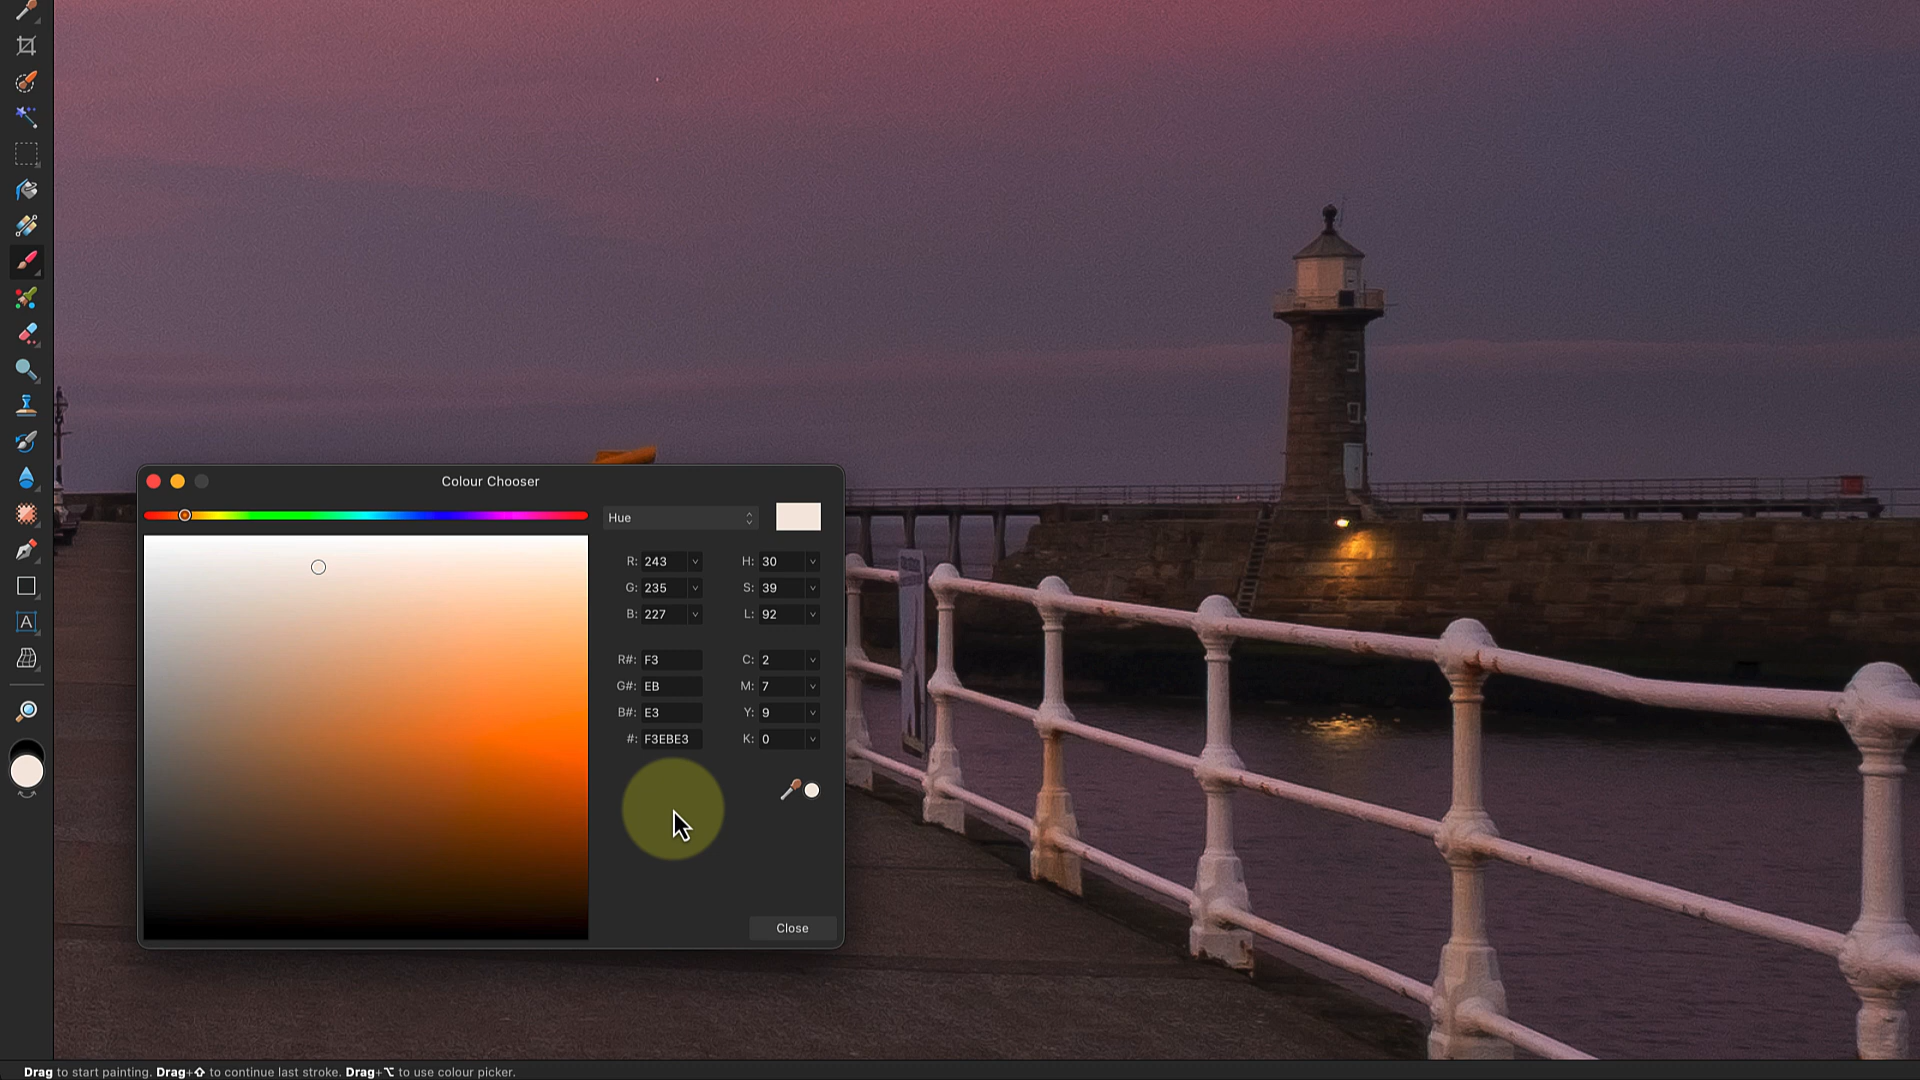 Colour Chooser
Hue
R: 243 H: 30
G: 235 S: 39
B: 227 L: 92
R#: F3 C: 2
G#: EB M: 7
B#: E3 Y: 9
#: F3EBE3 K: 0
A
Close
Drag to start painting. Drag+⇧ to continue last stroke. Drag+⌥ to use colour picker.